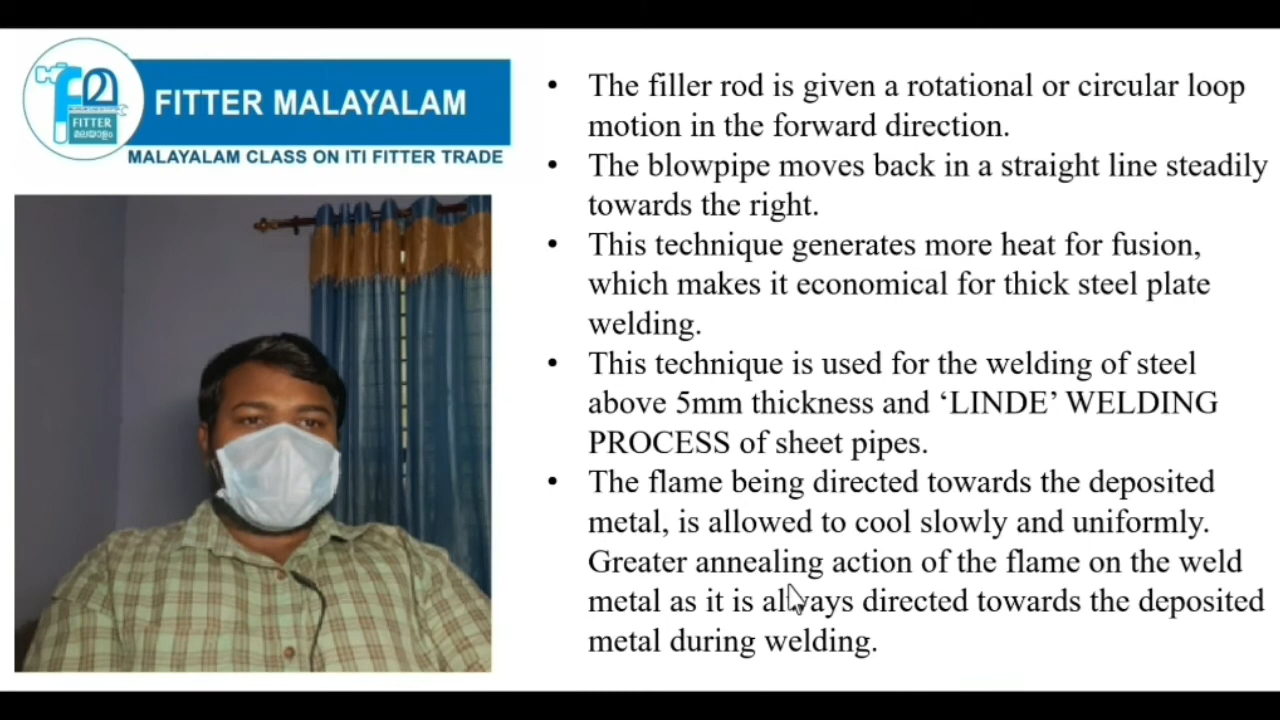 FITTER
മലയാളം
FITTER MALAYALAM
MALAYALAM CLASS ON ITI FITTER TRADE
• The filler rod is given a rotational or circular loop
motion in the forward direction.
• The blowpipe moves back in a straight line steadily
towards the right.
• This technique generates more heat for fusion,
which makes it economical for thick steel plate
welding.
• This technique is used for the welding of steel
above 5mm thickness and ‘LINDE’ WELDING
PROCESS of sheet pipes.
• The flame being directed towards the deposited
metal, is allowed to cool slowly and uniformly.
Greater annealing action of the flame on the weld
metal as it is always directed towards the deposited
metal during welding.